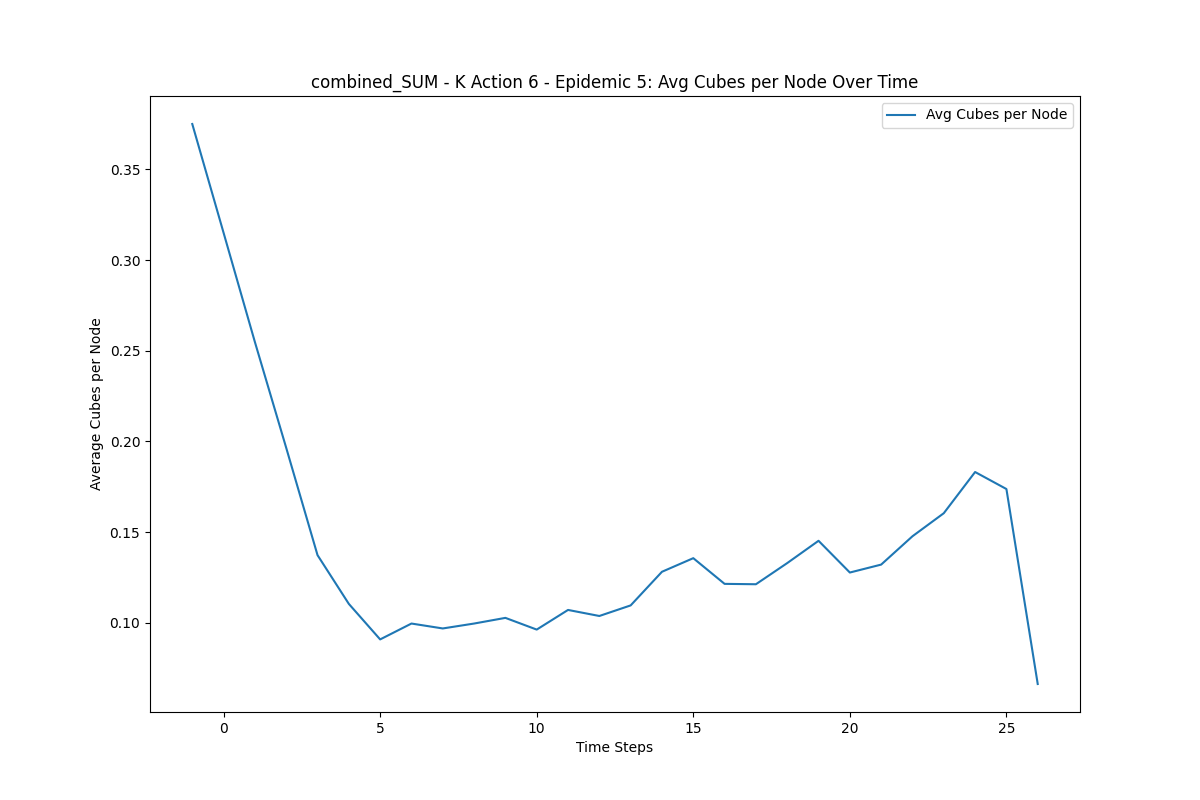 combined_SUM - K Action 6 - Epidemic 5: Avg Cubes per Node Over Time
Avg Cubes per Node
0.35
0.30
0.25
0.20
0.15
0.10
Average Cubes per Node
0 5 10 15 20 25
Time Steps